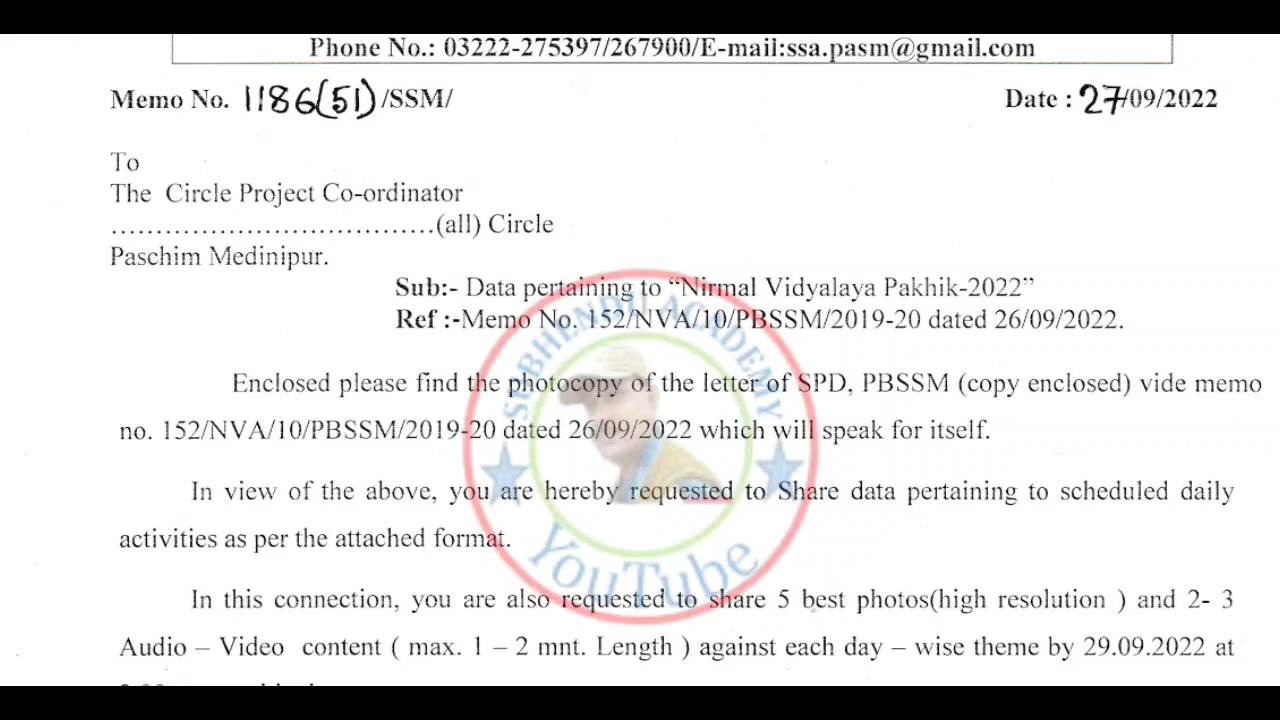 Phone No.: 03222-275397/267900/E-mail:ssa.pasm@gmail.com
Memo No. 1186(51)/SSM/ Date : 27/09/2022
To
The Circle Project Co-ordinator
....................................(all) Circle
Paschim Medinipur.
Sub:- Data pertaining to “Nirmal Vidyalaya Pakhik-2022”
Ref :-Memo No. 152/NVA/10/PBSSM/2019-20 dated 26/09/2022.
Enclosed please find the photocopy of the letter of SPD, PBSSM (copy enclosed) vide memo
no. 152/NVA/10/PBSSM/2019-20 dated 26/09/2022 which will speak for itself.
In view of the above, you are hereby requested to Share data pertaining to scheduled daily
activities as per the attached format.
In this connection, you are also requested to share 5 best photos(high resolution ) and 2- 3
Audio – Video content ( max. 1 – 2 mnt. Length ) against each day – wise theme by 29.09.2022 at
SUBHENDU ACADEMY
YouTube